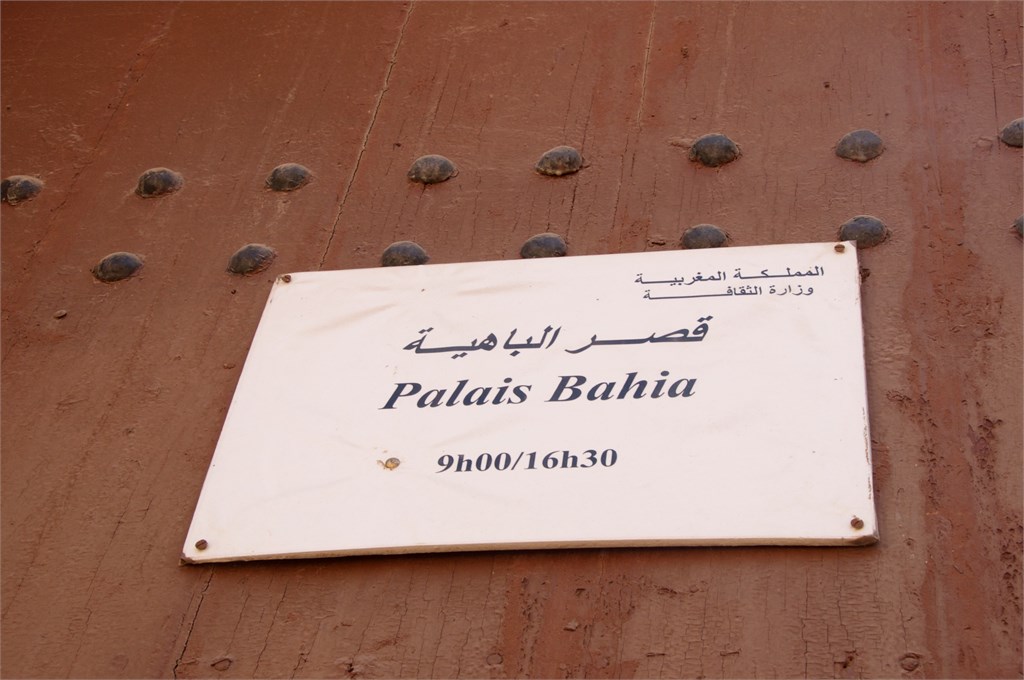 المملكة المغربية
وزارة الثقافة
قصر الباهية
Palais Bahia
9h00/16h30